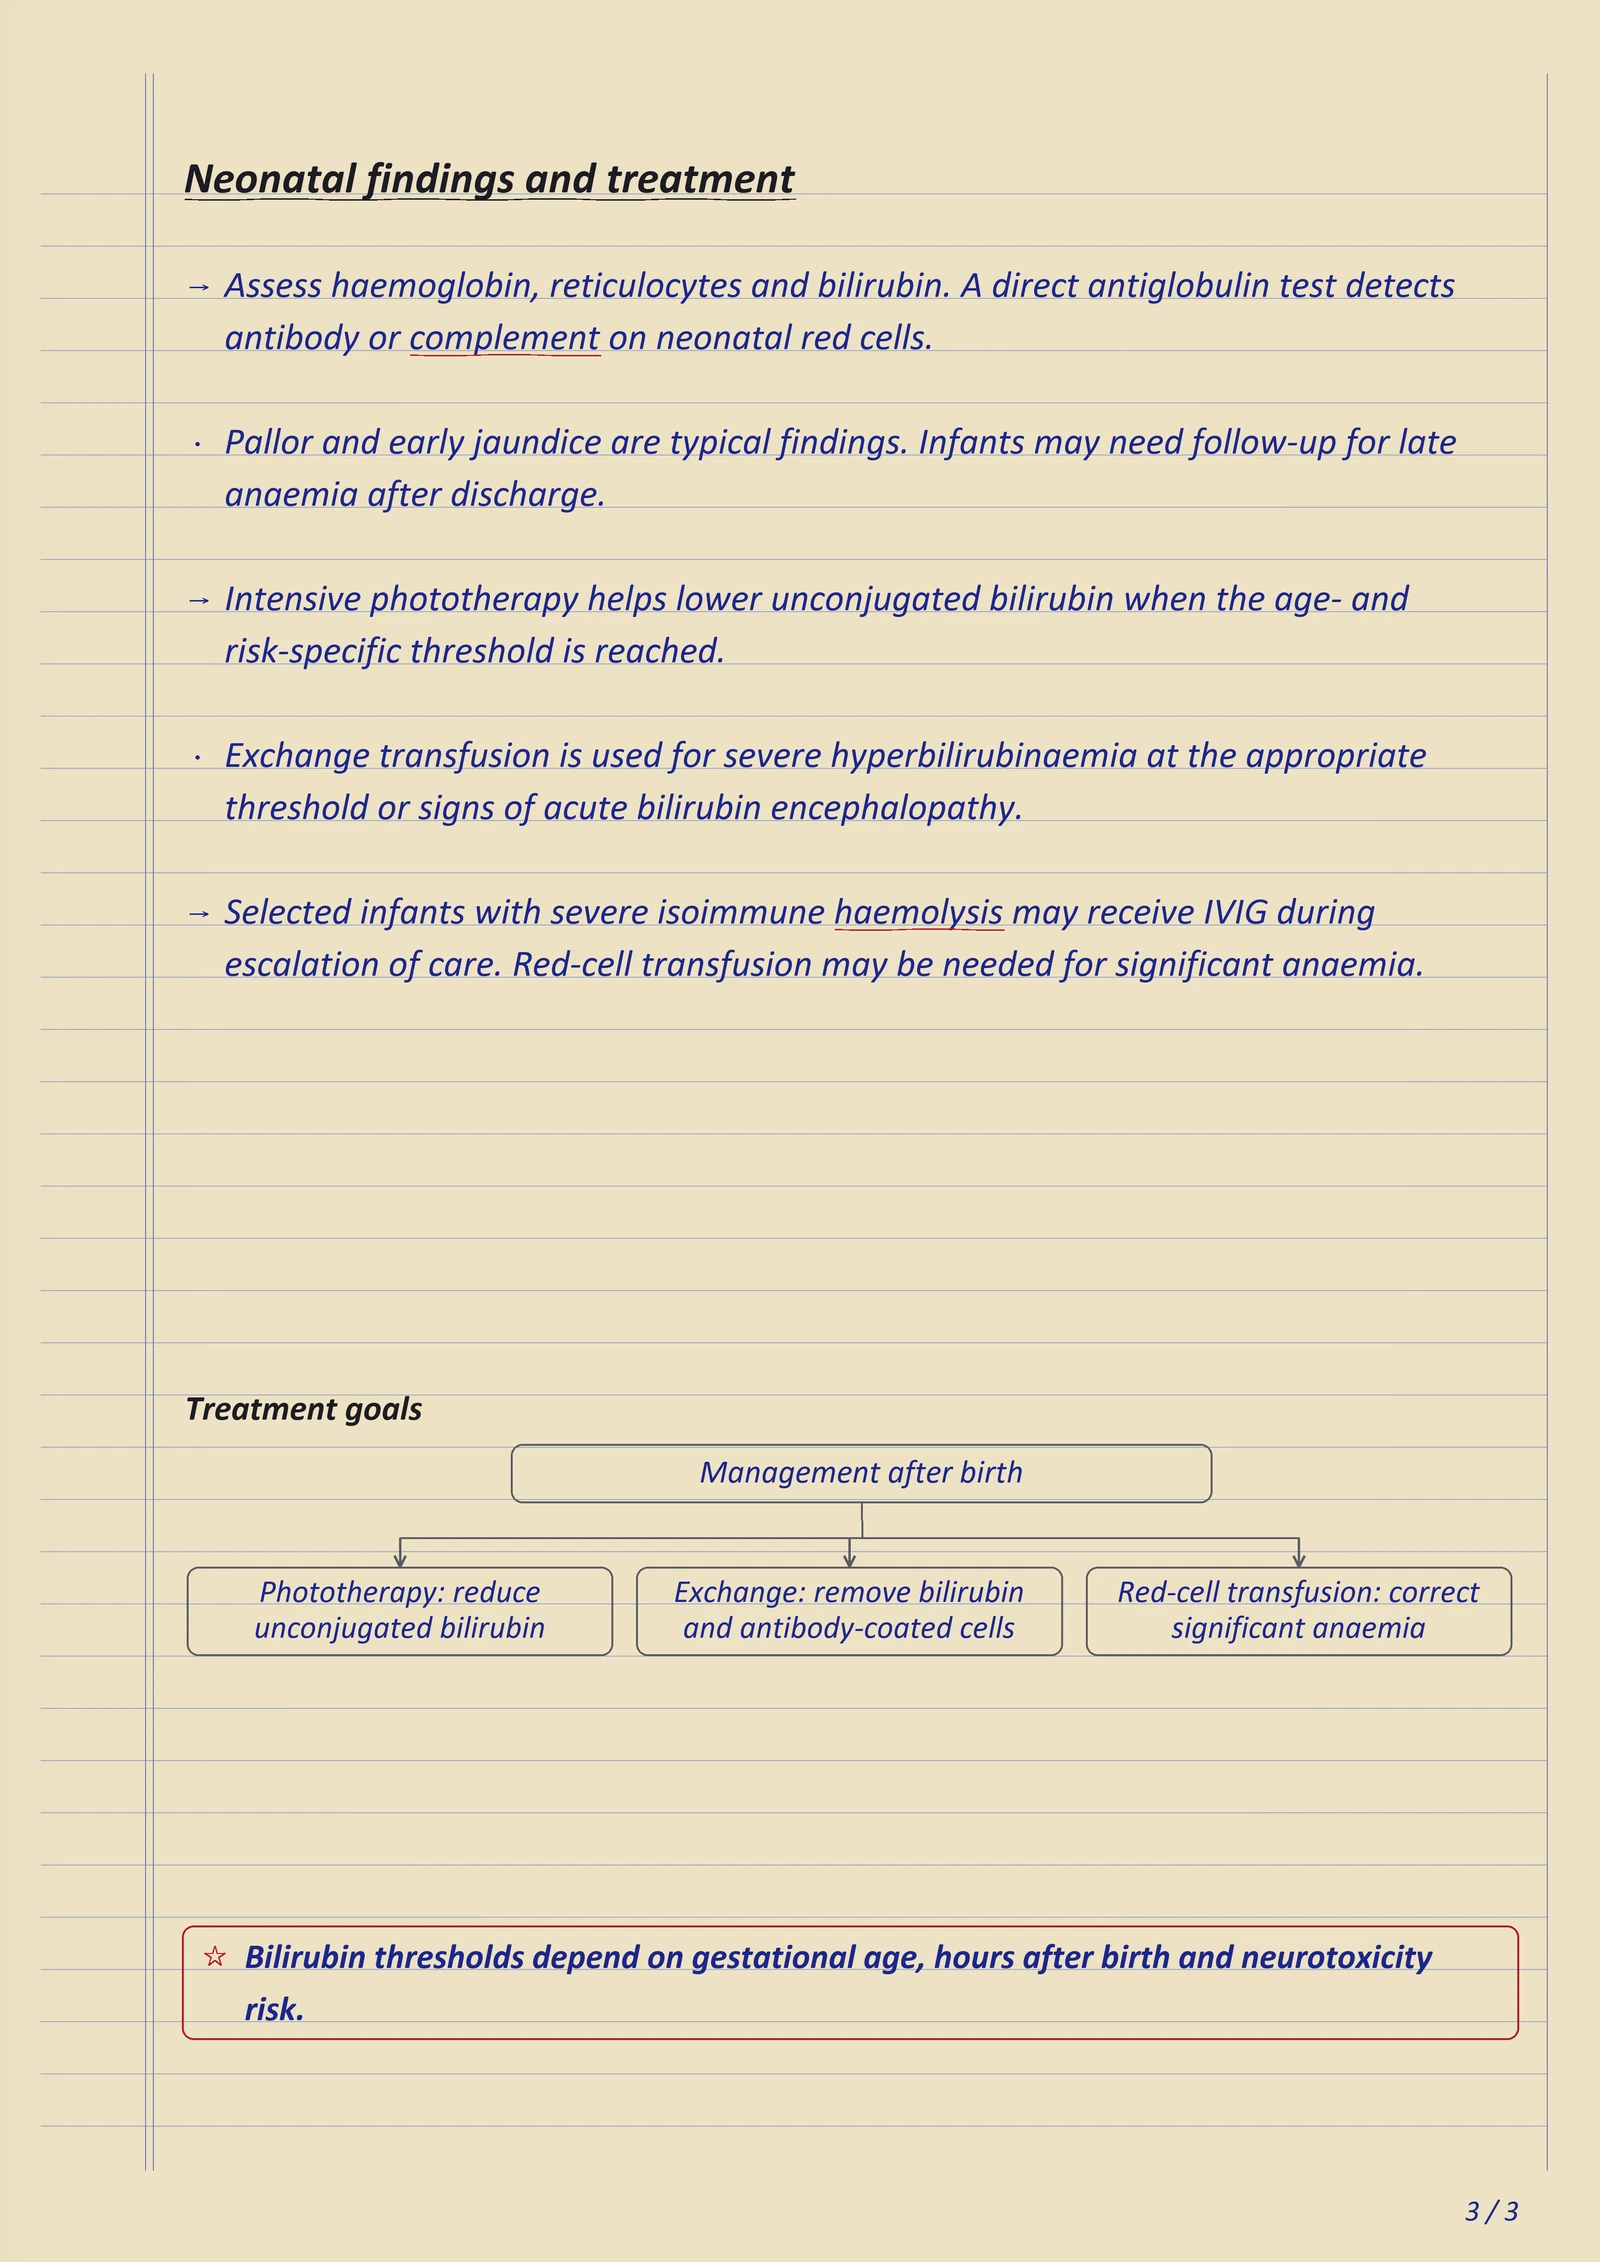 Neonatal findings and treatment
→ Assess haemoglobin, reticulocytes and bilirubin. A direct antiglobulin test detects
antibody or complement on neonatal red cells.
· Pallor and early jaundice are typical findings. Infants may need follow-up for late
anaemia after discharge.
→ Intensive phototherapy helps lower unconjugated bilirubin when the age- and
risk-specific threshold is reached.
· Exchange transfusion is used for severe hyperbilirubinaemia at the appropriate
threshold or signs of acute bilirubin encephalopathy.
→ Selected infants with severe isoimmune haemolysis may receive IVIG during
escalation of care. Red-cell transfusion may be needed for significant anaemia.
Treatment goals
Management after birth
Phototherapy: reduce
unconjugated bilirubin
Exchange: remove bilirubin
and antibody-coated cells
Red-cell transfusion: correct
significant anaemia
☆ Bilirubin thresholds depend on gestational age, hours after birth and neurotoxicity
risk.
3 / 3